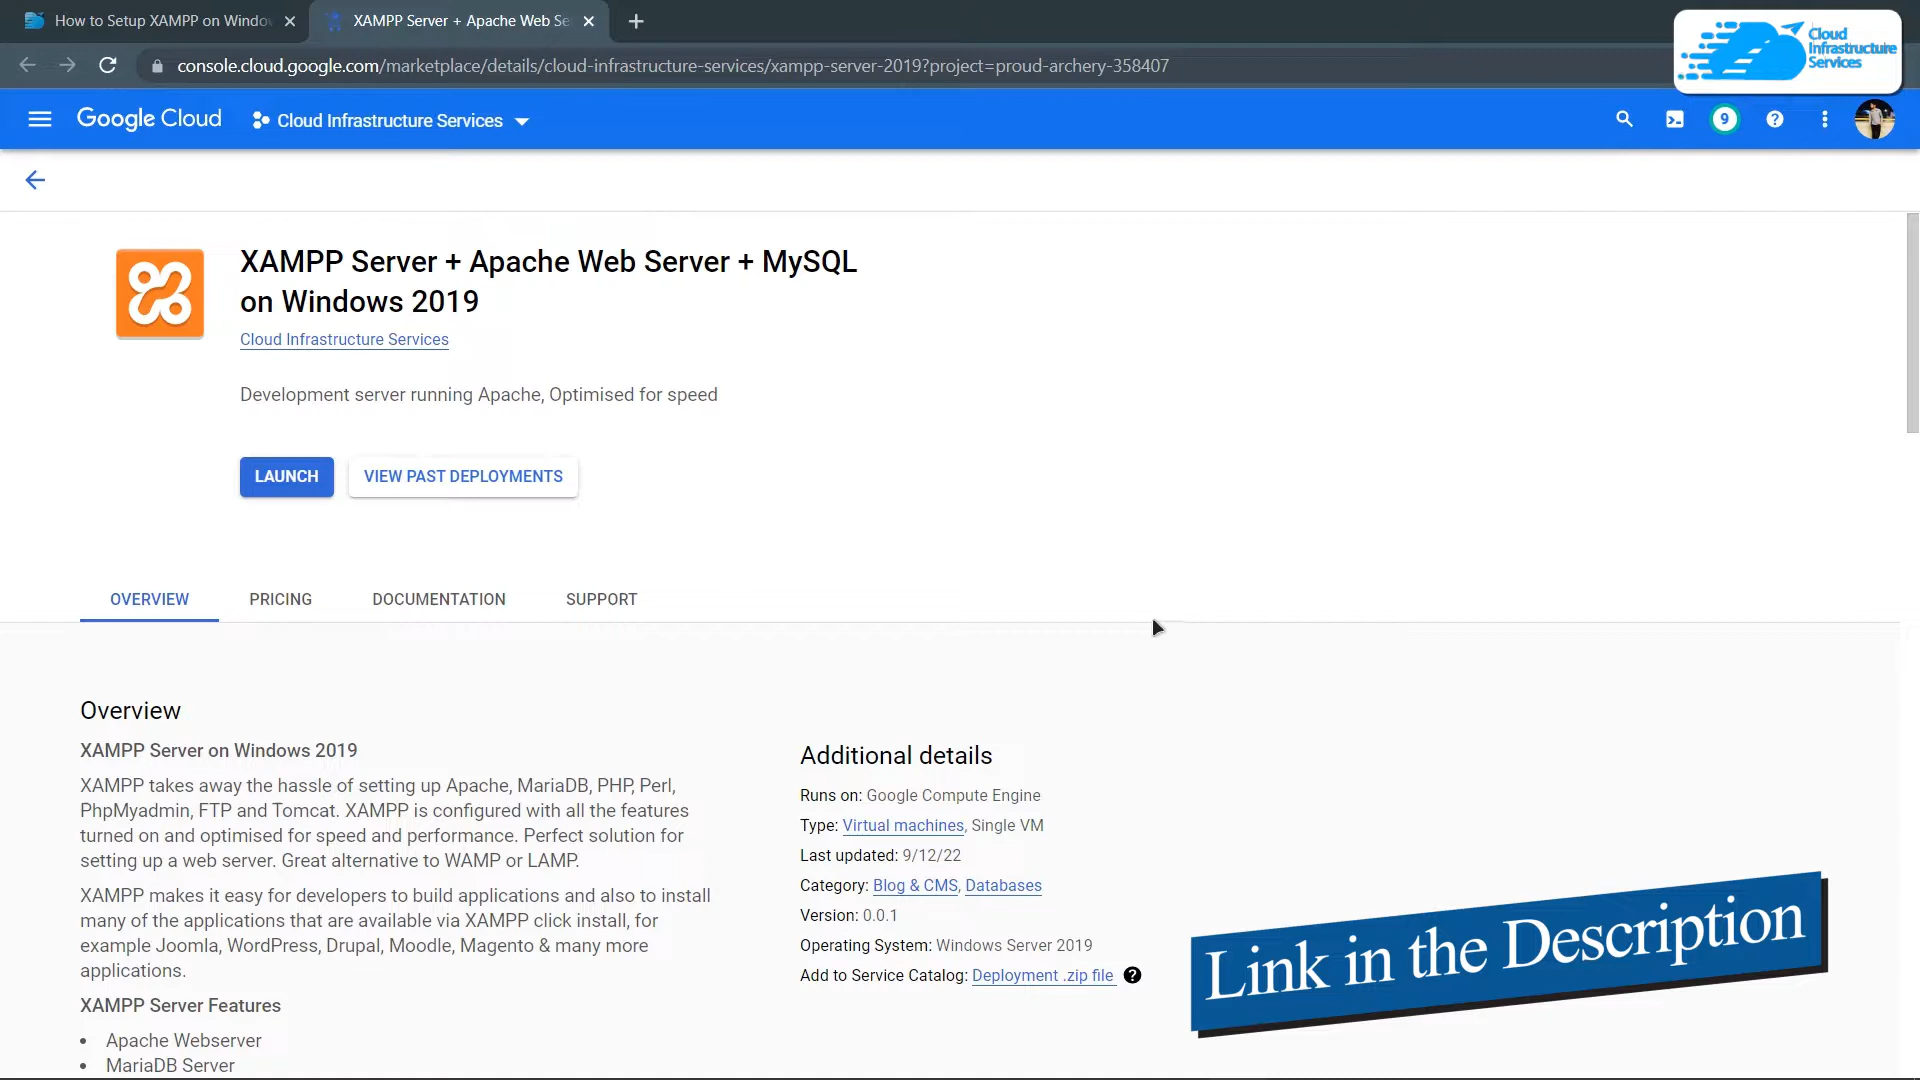 How to Setup XAMPP on Windo
XAMPP Server + Apache Web Se
console.cloud.google.com/marketplace/details/cloud-infrastructure-services/xampp-server-2019?project=proud-archery-358407
Cloud
Infrastructure
Services
Google Cloud
Cloud Infrastructure Services
9
XAMPP Server + Apache Web Server + MySQL
on Windows 2019
Cloud Infrastructure Services
Development server running Apache, Optimised for speed
LAUNCH
VIEW PAST DEPLOYMENTS
OVERVIEW
PRICING
DOCUMENTATION
SUPPORT
Overview
XAMPP Server on Windows 2019
XAMPP takes away the hassle of setting up Apache, MariaDB, PHP, Perl,
PhpMyadmin, FTP and Tomcat. XAMPP is configured with all the features
turned on and optimised for speed and performance. Perfect solution for
setting up a web server. Great alternative to WAMP or LAMP.
XAMPP makes it easy for developers to build applications and also to install
many of the applications that are available via XAMPP click install, for
example Joomla, WordPress, Drupal, Moodle, Magento & many more
applications.
XAMPP Server Features
• Apache Webserver
• MariaDB Server
Additional details
Runs on: Google Compute Engine
Type: Virtual machines, Single VM
Last updated: 9/12/22
Category: Blog & CMS, Databases
Version: 0.0.1
Operating System: Windows Server 2019
Add to Service Catalog: Deployment .zip file
Link in the Description